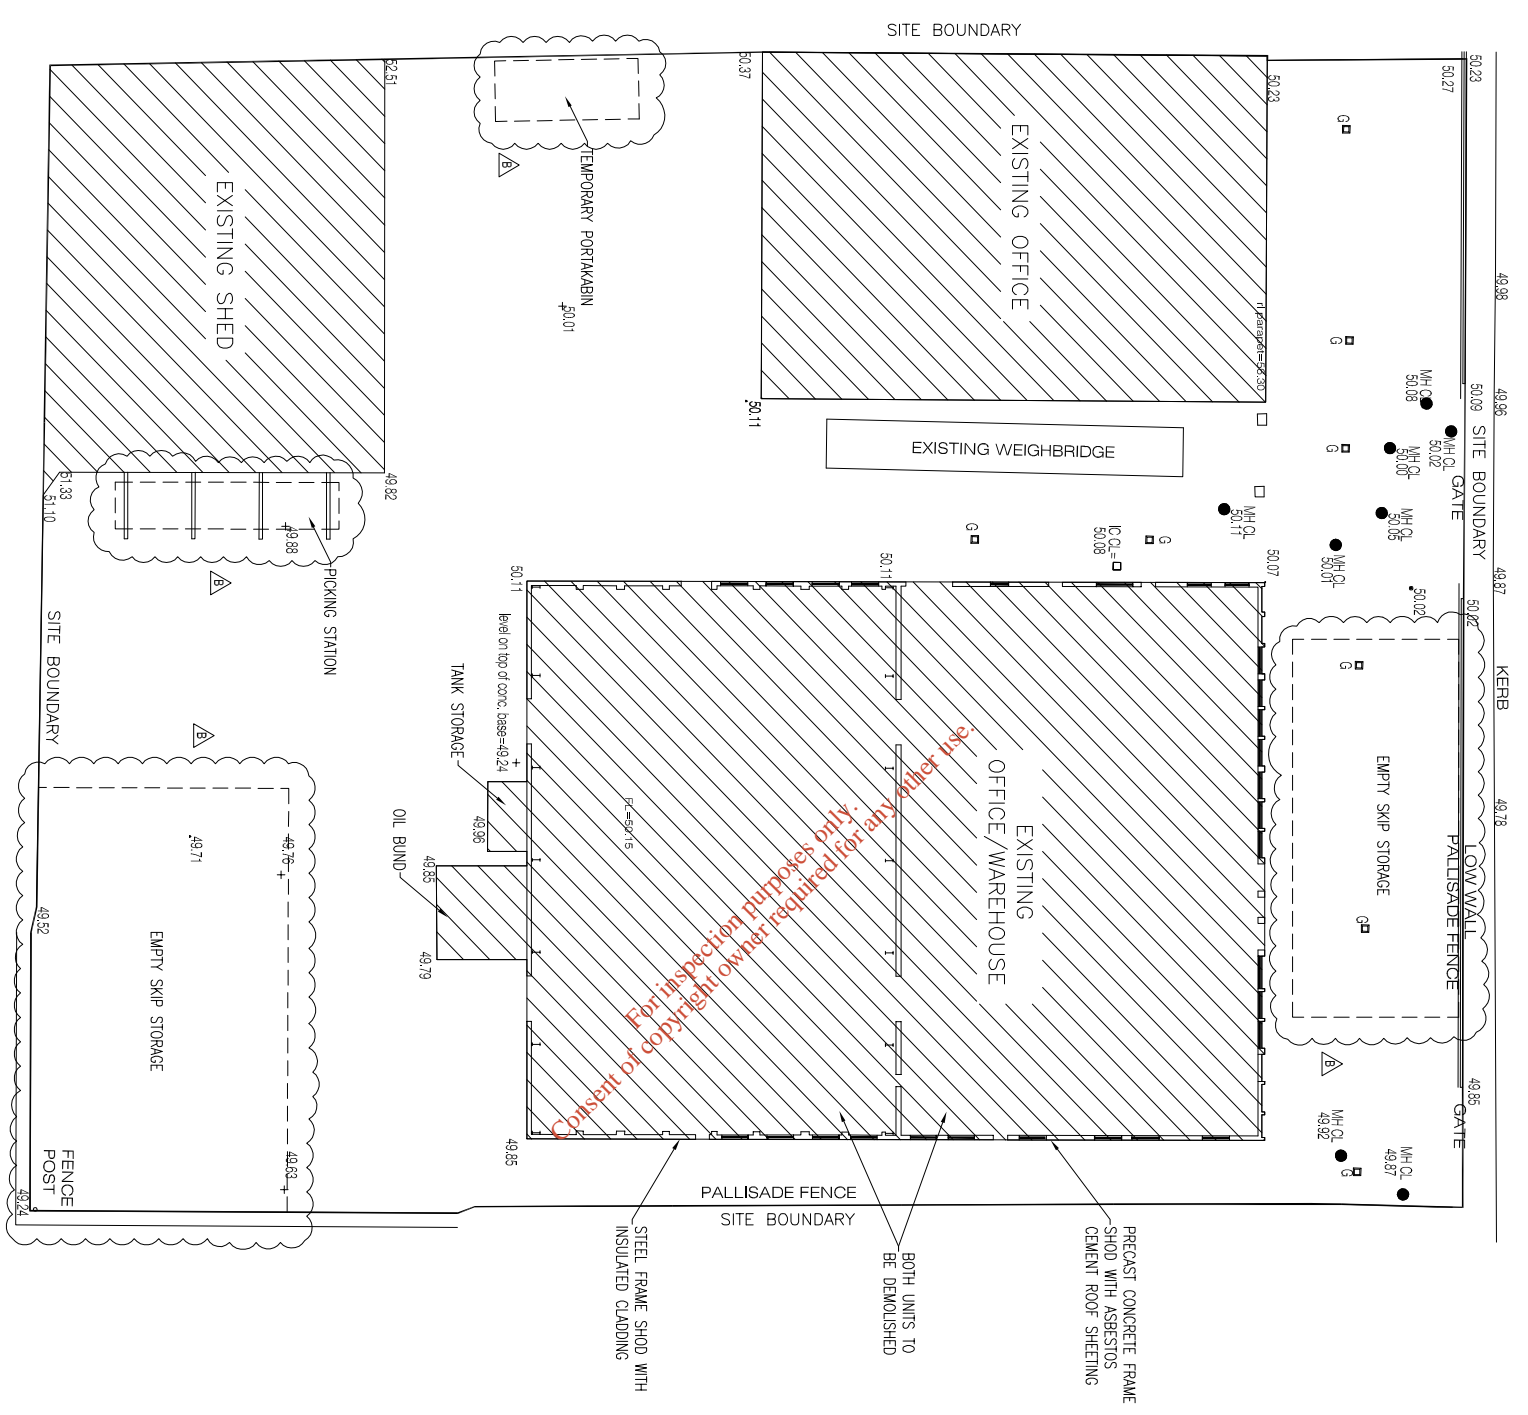 SITE BOUNDARY
50.23
50.27
50.23
50.37
52.51
49.98
49.96
50.09
SITE BOUNDARY
GATE
49.87
50.02
KERB
49.78
LOW WALL
PALLISADE FENCE
49.85
GATE
G
G
G
MH CL
50.08
MH CL
50.02
MH CL
50.00
MH CL
50.05
MH CL
50.01
50.02
MH CL
50.11
IC CL=
50.08
G
G
50.07
EXISTING OFFICE
rl parapet=56.30
EXISTING WEIGHBRIDGE
50.11
TEMPORARY PORTAKABIN
B
50.01
EXISTING SHED
49.82
51.33
51.10
49.88
PICKING STATION
B
SITE BOUNDARY
50.11
50.11
level on top of conc. base=49.24
TANK STORAGE
49.96
OIL BUND
49.85
49.79
FL=50.15
EXISTING
OFFICE/WAREHOUSE
G
EMPTY SKIP STORAGE
G
B
MH CL
49.92
MH CL
49.87
G
B
49.71
49.76
49.52
EMPTY SKIP STORAGE
49.63
FENCE
POST
49.24
49.85
PALLISADE FENCE
SITE BOUNDARY
PRECAST CONCRETE FRAME
SHOD WITH ASBESTOS
CEMENT ROOF SHEETING
BOTH UNITS TO
BE DEMOLISHED
STEEL FRAME SHOD WITH
INSULATED CLADDING
For inspection purposes only.
Consent of copyright owner required for any other use.